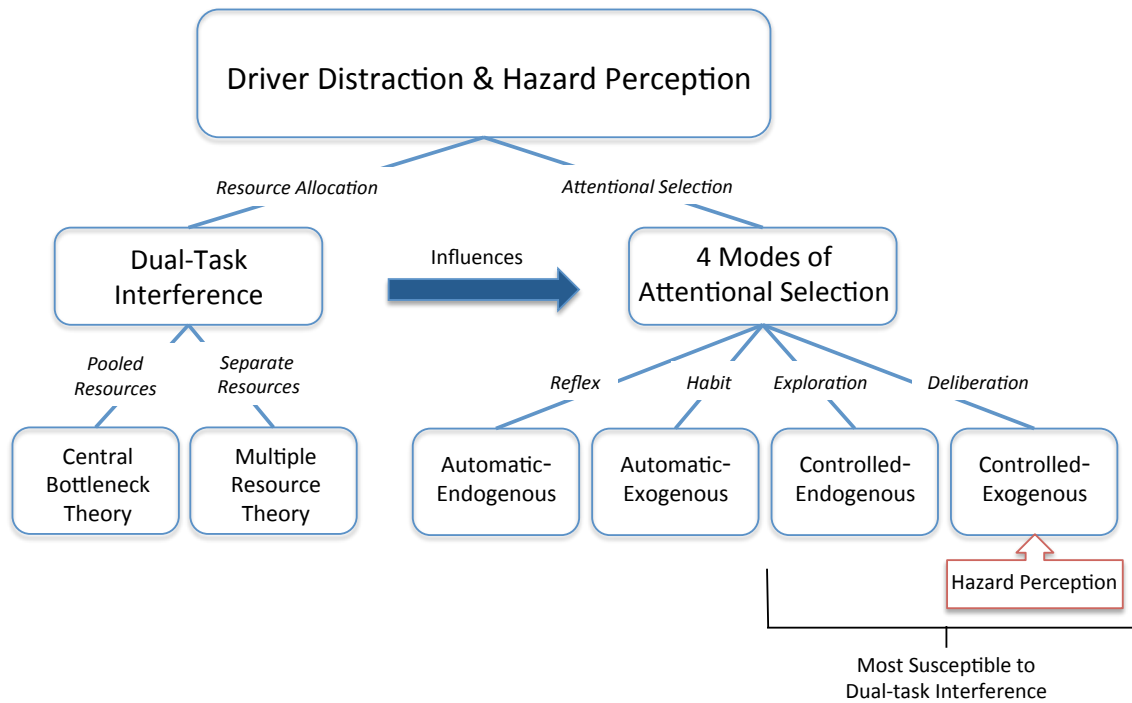 Driver Distraction & Hazard Perception
Resource Allocation
Attentional Selection
Dual-Task
Interference
Influences
4 Modes of
Attentional Selection
Pooled
Resources
Separate
Resources
Reflex
Habit
Exploration
Deliberation
Central
Bottleneck
Theory
Multiple
Resource
Theory
Automatic-
Endogenous
Automatic-
Exogenous
Controlled-
Endogenous
Controlled-
Exogenous
Hazard Perception
Most Susceptible to
Dual-task Interference